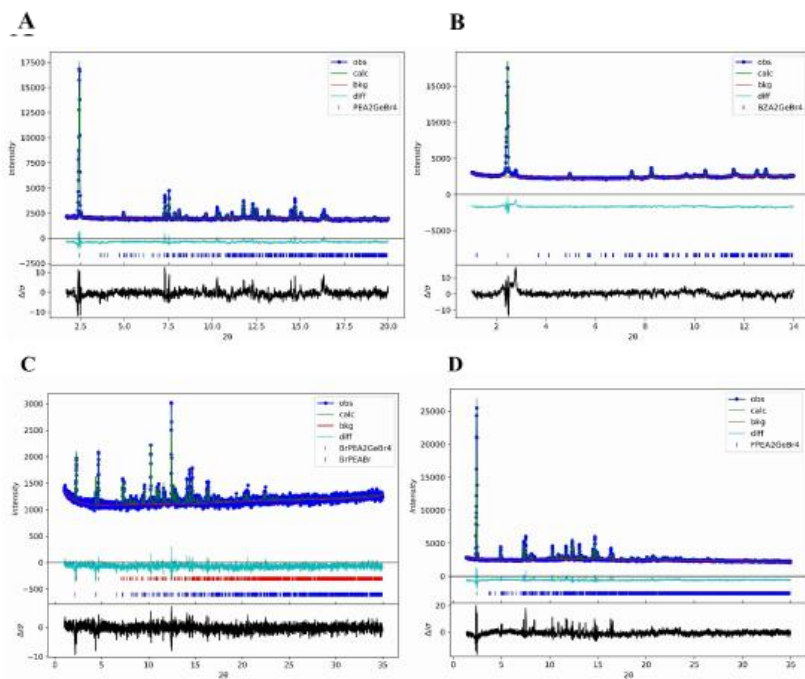 A
B
17500
15000
12500
10000
7500
5000
2500
0
−2500
Intensity
obs
calc
bkg
diff
PEA2GeBr4
10
0
−10
Δ/σ
2.5
5.0
7.5
10.0
12.5
15.0
17.5
20.0
2θ
15000
10000
5000
0
−5000
Intensity
obs
calc
bkg
diff
BZA2GeBr4
10
0
−10
Δ/σ
2
4
6
8
10
12
14
2θ
C
D
3000
2500
2000
1500
1000
500
0
−500
Intensity
obs
calc
bkg
diff
BrPEA2GeBr4
BrPEABr
0
−10
Δ/σ
0
5
10
15
20
25
30
35
2θ
25000
20000
15000
10000
5000
0
Intensity
obs
calc
bkg
diff
FPEA2GeBr4
20
0
Δ/σ
0
5
10
15
20
25
30
35
2θ